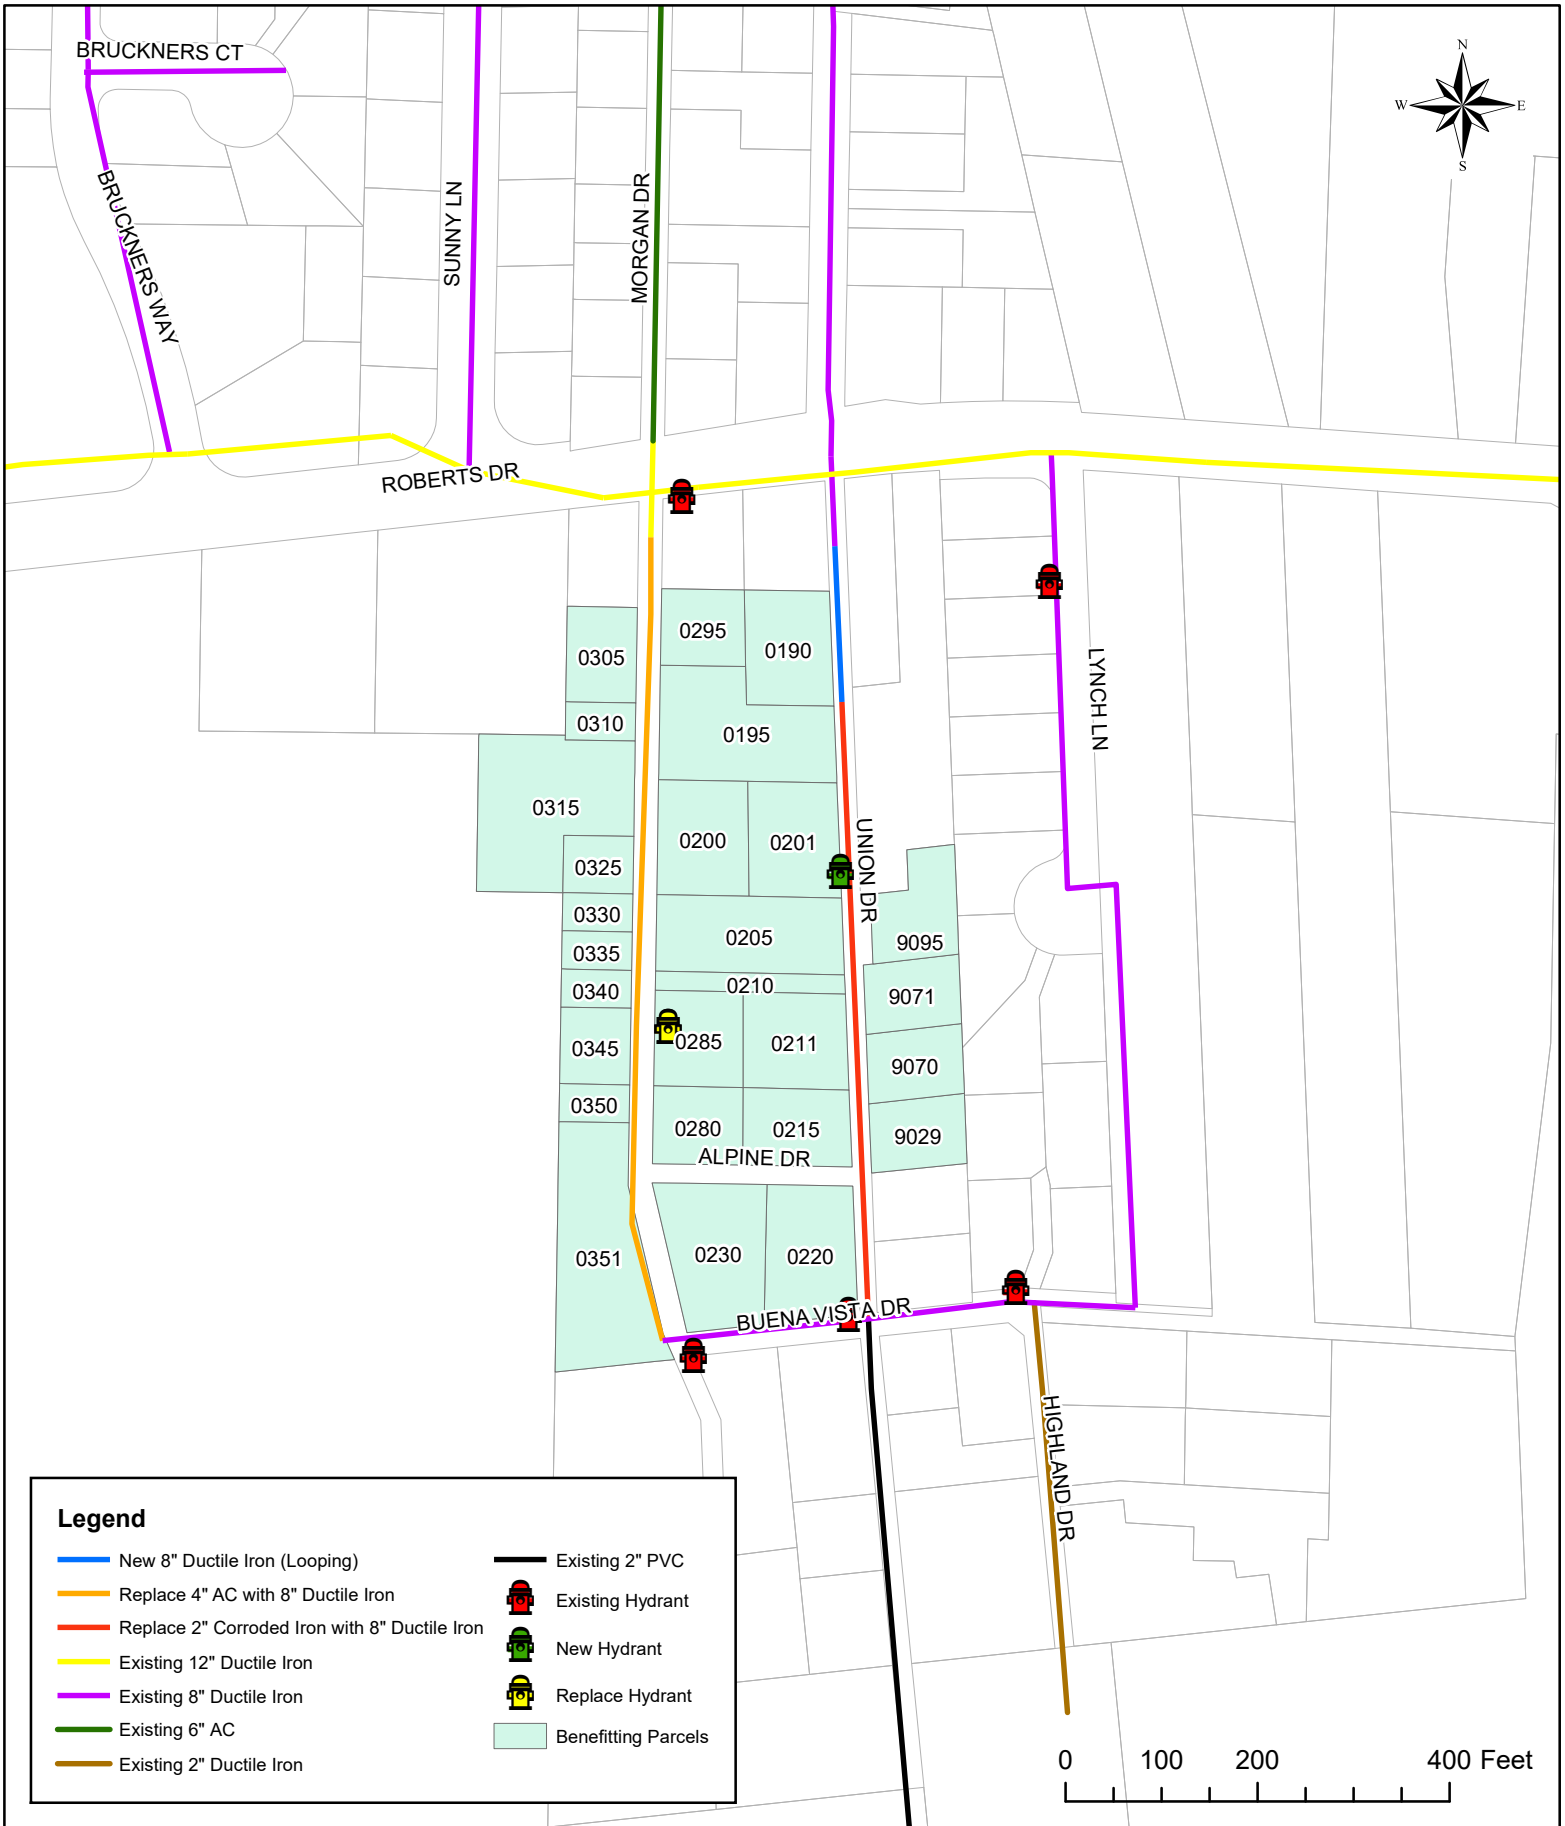 BRUCKNERS CT
N
W E
S
BRUCKNERS WAY
SUNNY LN
MORGAN DR
ROBERTS DR
0295
0190
0305
0310
0195
LYNCH LN
0315
0200
0201
UNION DR
0325
0330
0205
9095
0335
0210
0340
9071
0285
0211
0345
9070
0350
0280
0215
9029
ALPINE DR
0351
0230
0220
BUENA VISTA DR
HIGHLAND DR
Legend
New 8" Ductile Iron (Looping)
Replace 4" AC with 8" Ductile Iron
Replace 2" Corroded Iron with 8" Ductile Iron
Existing 12" Ductile Iron
Existing 8" Ductile Iron
Existing 6" AC
Existing 2" Ductile Iron
Existing 2" PVC
Existing Hydrant
New Hydrant
Replace Hydrant
Benefitting Parcels
0 100 200 400 Feet